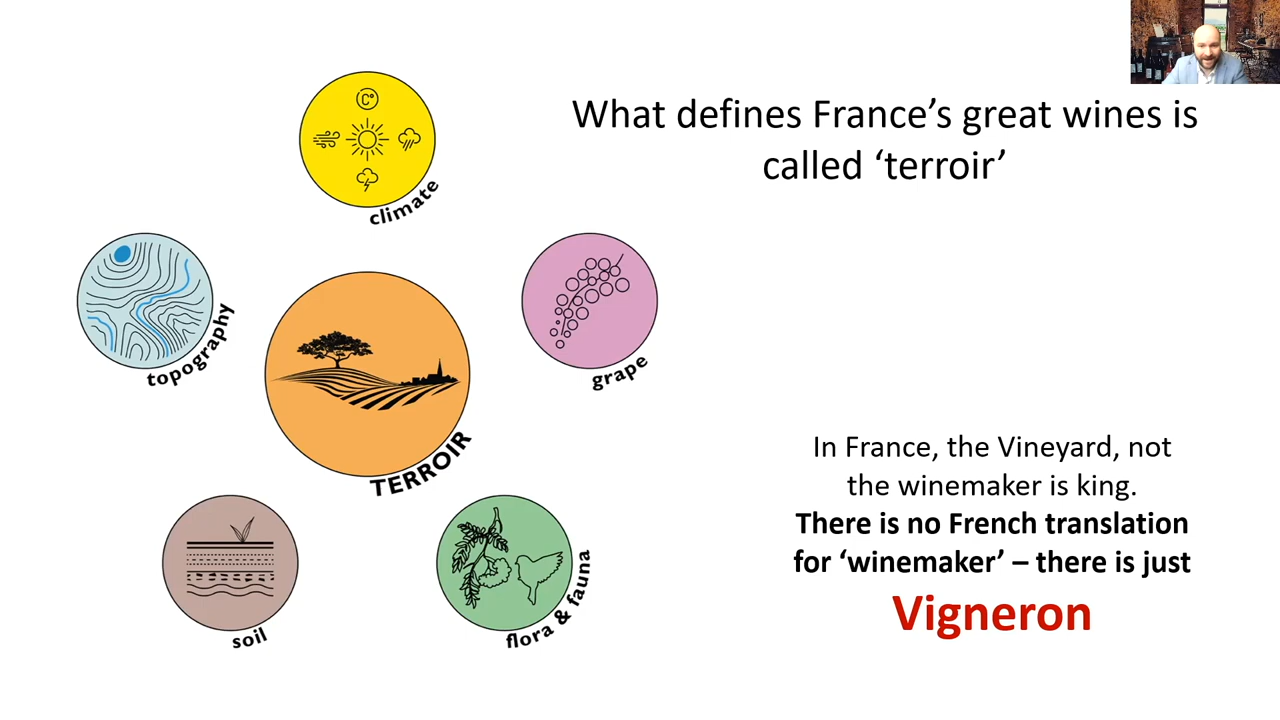 What defines France’s great wines is
called ‘terroir’
C°
climate
topography
grape
TERROIR
soil
flora & fauna
In France, the Vineyard, not
the winemaker is king.
There is no French translation
for ‘winemaker’ – there is just
Vigneron